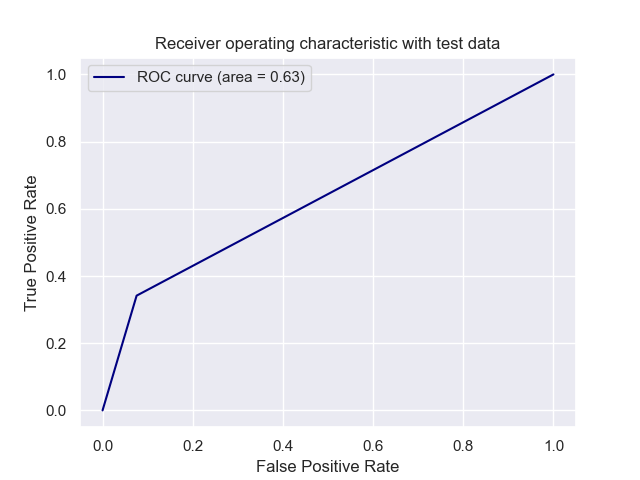 Receiver operating characteristic with test data
ROC curve (area = 0.63)
True Positive Rate
1.0
0.8
0.6
0.4
0.2
0.0
0.0 0.2 0.4 0.6 0.8 1.0
False Positive Rate